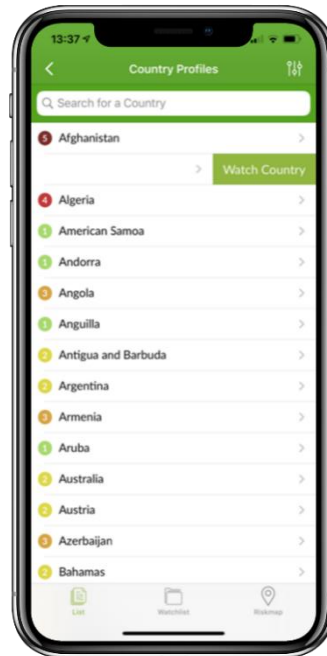 13:37
Country Profiles
Search for a Country
5 Afghanistan
Watch Country
4 Algeria
1 American Samoa
1 Andorra
3 Angola
1 Anguilla
2 Antigua and Barbuda
2 Argentina
3 Armenia
1 Aruba
2 Australia
2 Austria
3 Azerbaijan
2 Bahamas
List Watchlist Riskmap